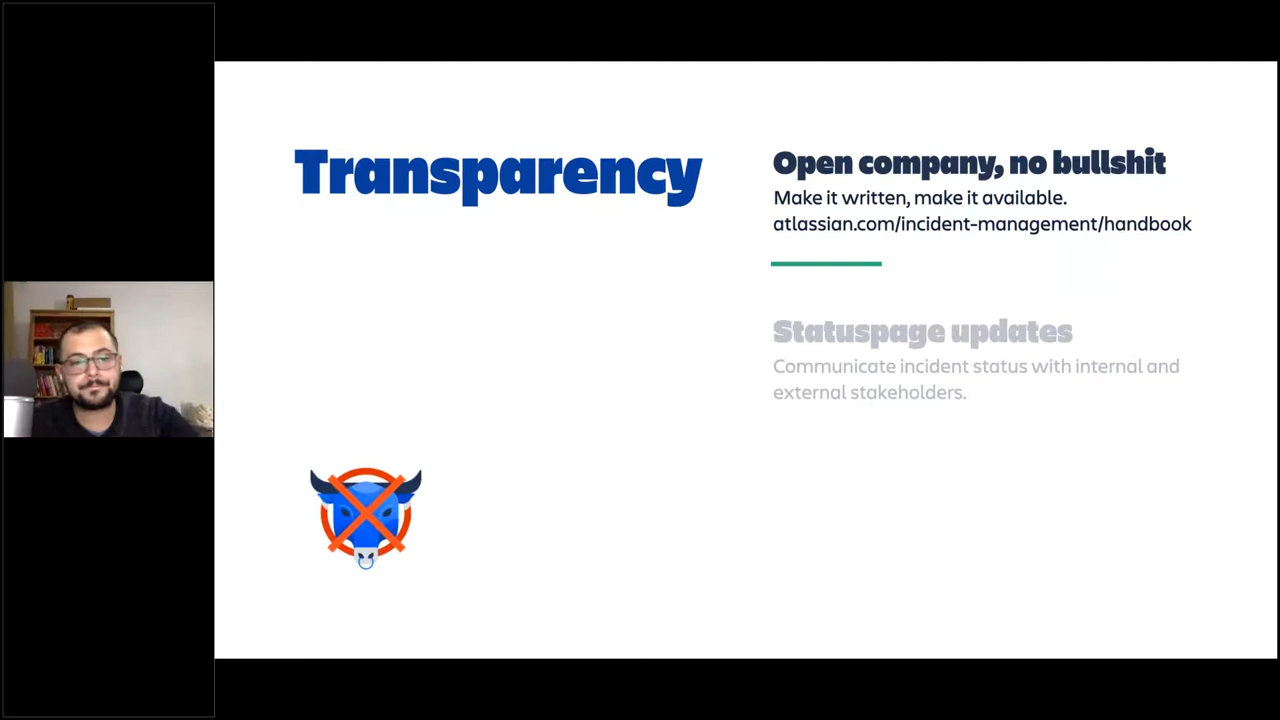 Transparency
Open company, no bullshit
Make it written, make it available.
atlassian.com/incident-management/handbook
Statuspage updates
Communicate incident status with internal and
external stakeholders.